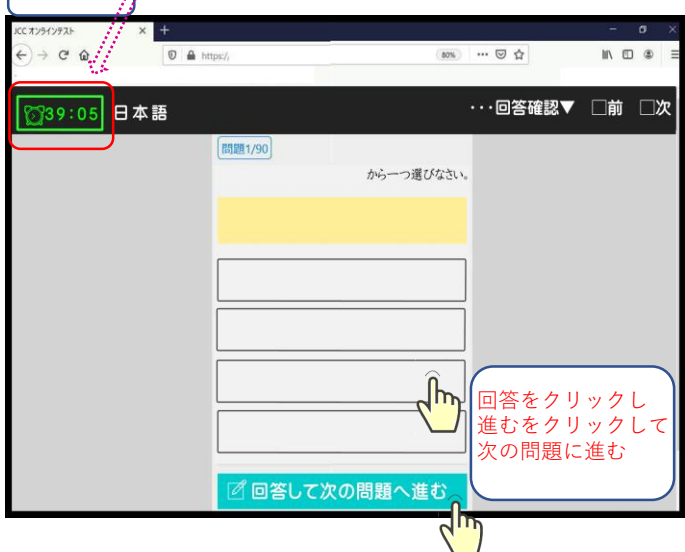 JCC オンラインテスト
https:/,
80%
39:05 日本語 ･･･回答確認▼ □前 □次
問題1/90
から一つ選びなさい。
回答をクリックし
進むをクリックして
次の問題に進む
回答して次の問題へ進む